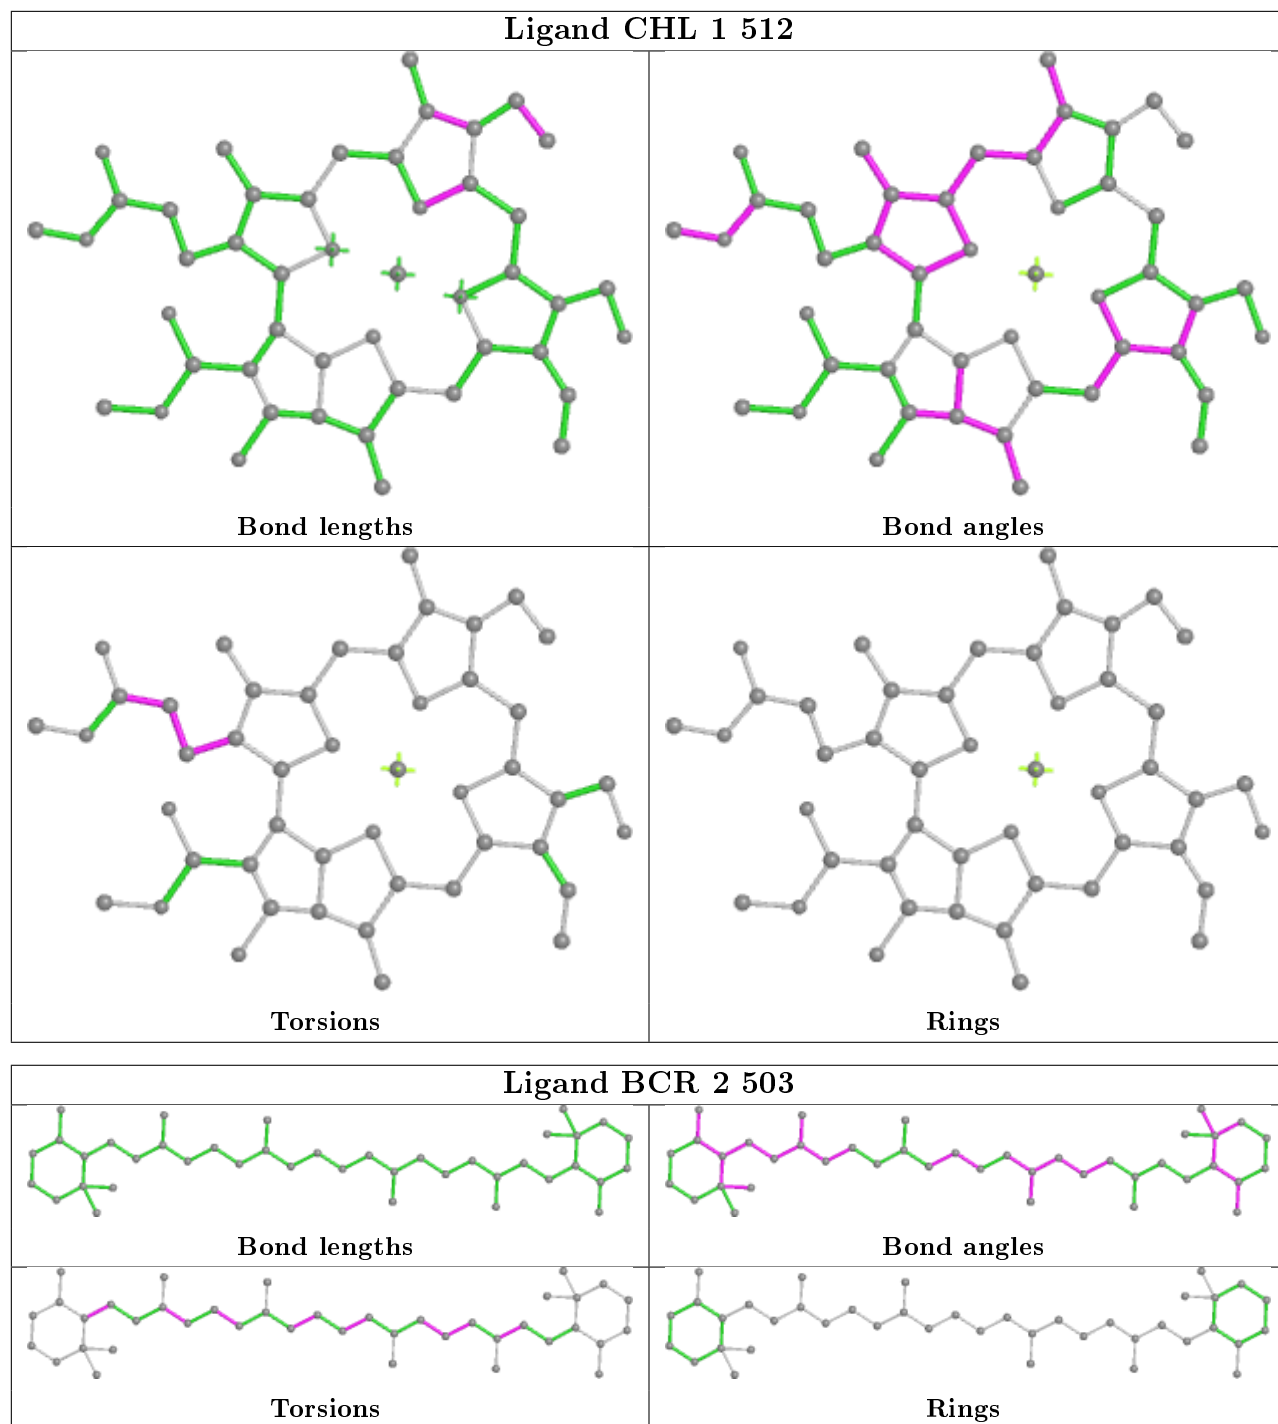 Ligand CHL 1 512
Bond lengths
Bond angles
Torsions
Rings
Ligand BCR 2 503
Bond lengths
Bond angles
Torsions
Rings